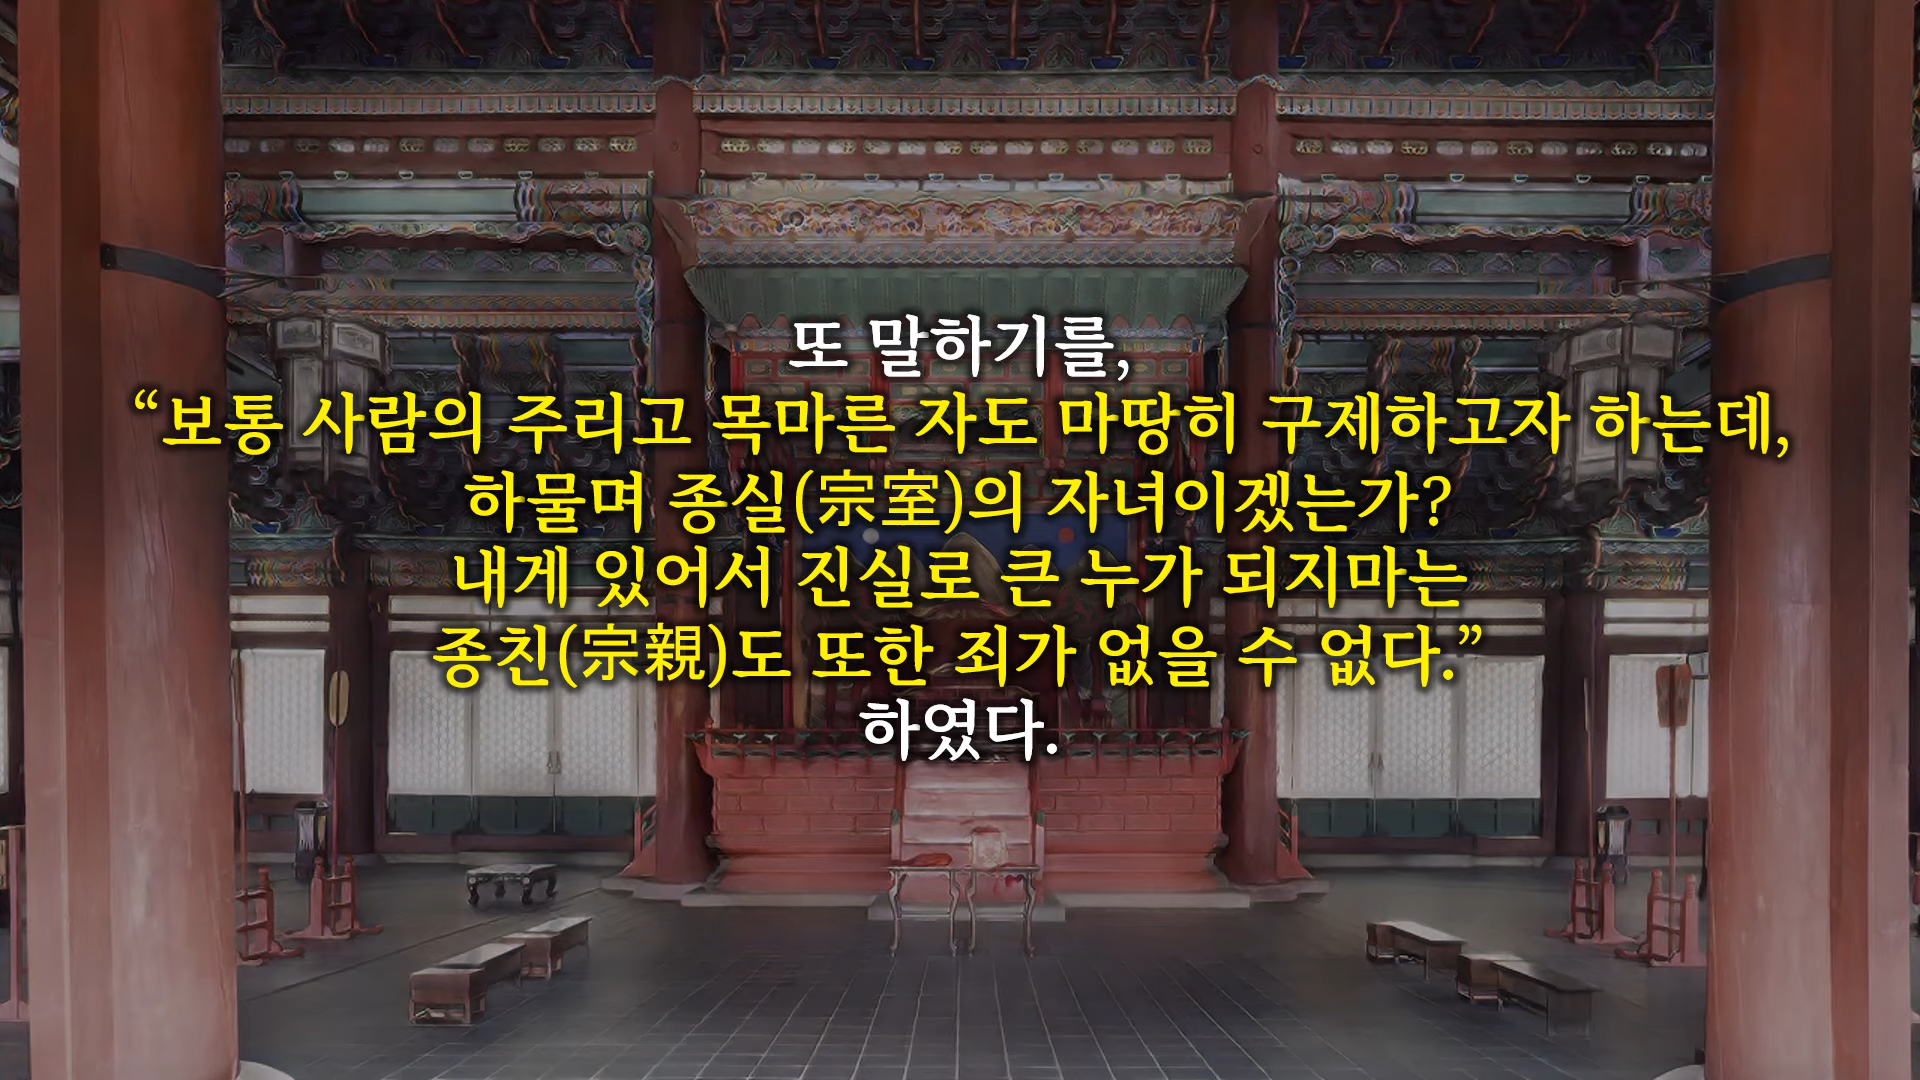 또 말하기를,
“보통 사람의 주리고 목마른 자도 마땅히 구제하고자 하는데,
하물며 종실(宗室)의 자녀이겠는가?
내게 있어서 진실로 큰 누가 되지마는
종친(宗親)도 또한 죄가 없을 수 없다.”
하였다.